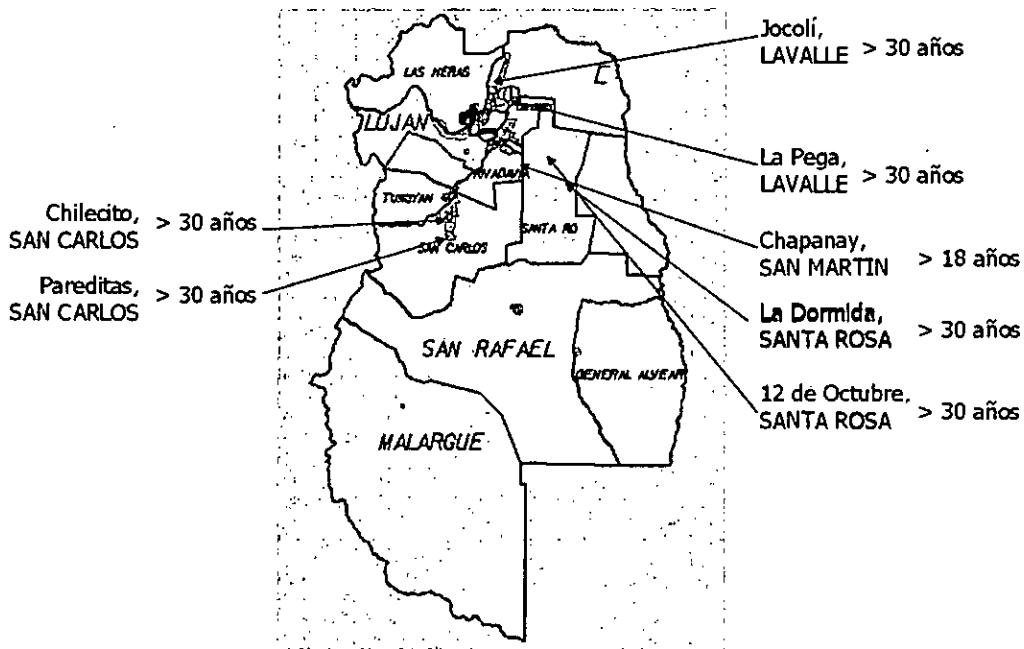 Jocolí,
LAVALLE > 30 años
LAS HERAS
L
LUJAN
La Pega,
LAVALLE > 30 años
RIVADAVIA
TUNUYAN
Chilecito,
SAN CARLOS > 30 años
SANTA RO
SAN CARLOS
Chapanay,
SAN MARTIN > 18 años
Pareditas,
SAN CARLOS > 30 años
La Dormida,
SANTA ROSA > 30 años
SAN RAFAEL
GENERAL ALVEAR
12 de Octubre,
SANTA ROSA > 30 años
MALARGUE